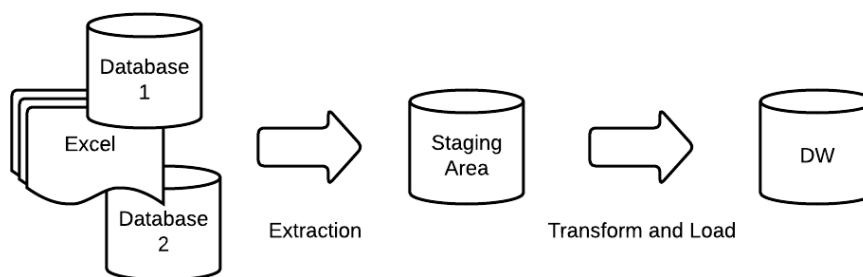 Database
1
Excel
Database
2
Extraction
Staging
Area
Transform and Load
DW